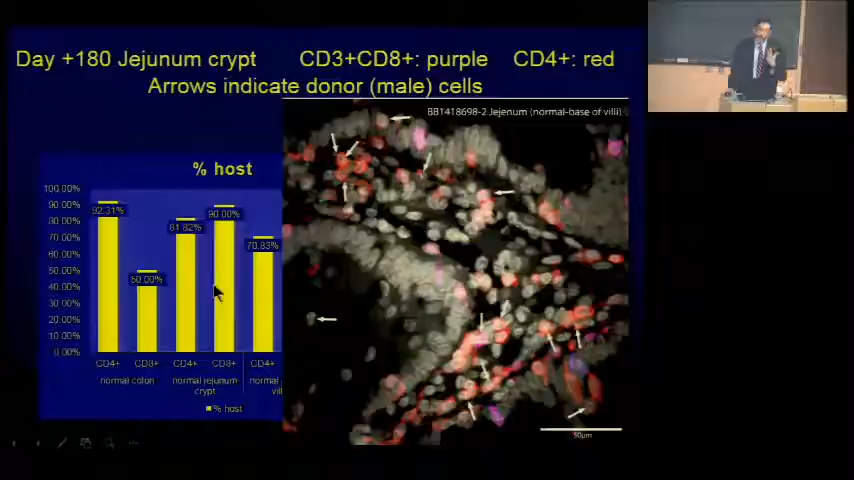 Day +180 Jejunum crypt CD3+CD8+: purple CD4+: red
Arrows indicate donor (male) cells
BB1418698-2 Jejenum (normal-base of villi)
% host
100.00%
90.00%
80.00%
70.00%
60.00%
50.00%
40.00%
30.00%
20.00%
10.00%
0.00%
92.31%
50.00%
81.82%
90.00%
70.83%
CD4+ CD8+ CD4+ CD8+ CD4+
normal colon normal jejunum crypt normal
% host
50µm